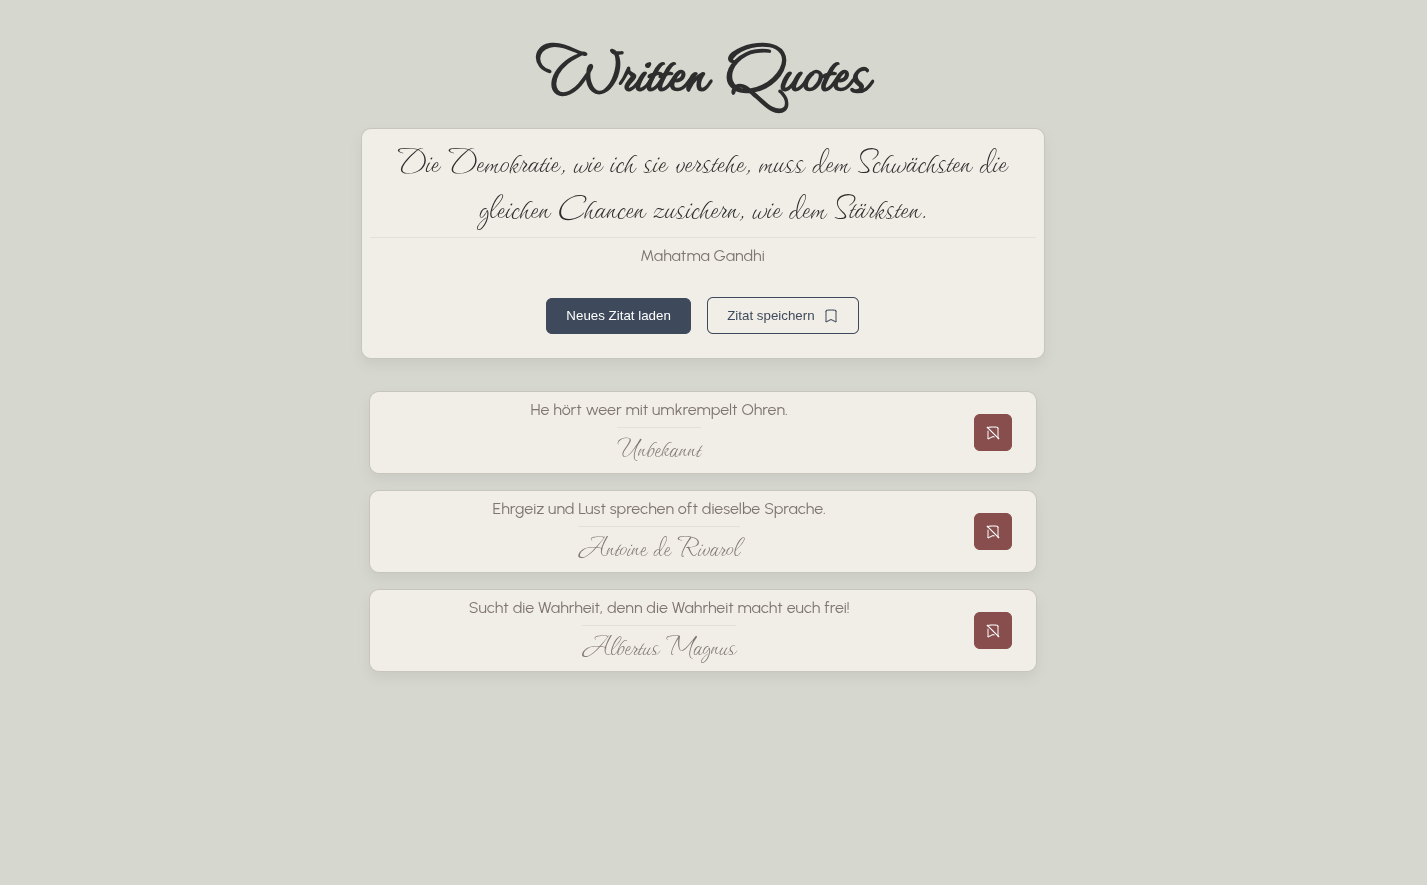 Written Quotes
Die Demokratie, wie ich sie verstehe, muss dem Schwächsten die
gleichen Chancen zusichern, wie dem Stärksten.
Mahatma Gandhi
Neues Zitat laden
Zitat speichern
He hört weer mit umkrempelt Ohren.
Unbekannt
Ehrgeiz und Lust sprechen oft dieselbe Sprache.
Antoine de Rivarol
Sucht die Wahrheit, denn die Wahrheit macht euch frei!
Albertus Magnus